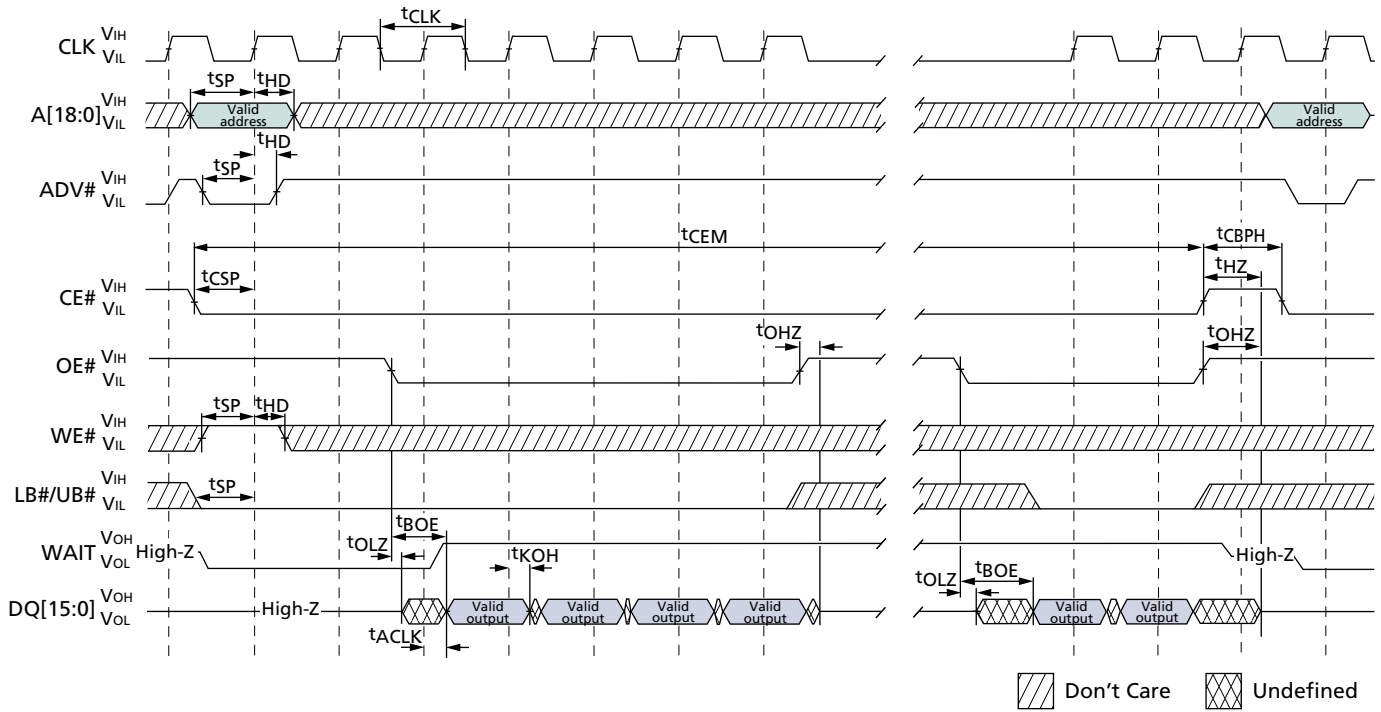 tCLK
CLK VIH
VIL
tSP tHD
A[18:0] VIH
VIL
Valid address
Valid address
tHD
tSP
ADV# VIH
VIL
tCEM
tCBPH
tCSP
tHZ
CE# VIH
VIL
tOHZ
tOHZ
OE# VIH
VIL
tSP tHD
WE# VIH
VIL
LB#/UB# VIH
VIL
tSP
tBOE
WAIT VOH
VOL
High-Z
tOLZ
tKOH
High-Z
tOLZ
tBOE
DQ[15:0] VOH
VOL
High-Z
Valid output
Valid output
Valid output
Valid output
Valid output
Valid output
tACLK
Don't Care
Undefined